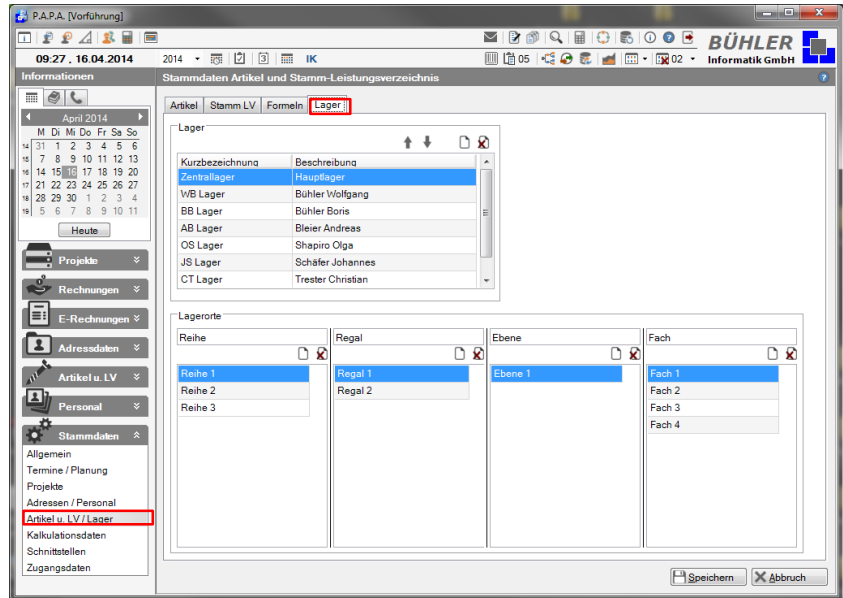 P.A.P.A. [Vorführung]
09:27 , 16.04.2014
2014
3
IK
05
02
BÜHLER
Informatik GmbH
Informationen
Stammdaten Artikel und Stamm-Leistungsverzeichnis
April 2014
M Di Mi Do Fr Sa So
14 31 1 2 3 4 5 6
15 7 8 9 10 11 12 13
16 14 15 16 17 18 19 20
17 21 22 23 24 25 26 27
18 28 29 30 1 2 3 4
19 5 6 7 8 9 10 11
Heute
Projekte
Rechnungen
E-Rechnungen
Adressdaten
Artikel u. LV
Personal
Stammdaten
Allgemein
Termine / Planung
Projekte
Adressen / Personal
Artikel u. LV / Lager
Kalkulationsdaten
Schnittstellen
Zugangsdaten
Artikel Stamm LV Formeln Lager
Lager
Kurzbezeichnung Beschreibung
Zentrallager Hauptlager
WB Lager Bühler Wolfgang
BB Lager Bühler Boris
AB Lager Bleier Andreas
OS Lager Shapiro Olga
JS Lager Schäfer Johannes
CT Lager Trester Christian
Lagerorte
Reihe Regal Ebene Fach
Reihe 1 Regal 1 Ebene 1 Fach 1
Reihe 2 Regal 2 Fach 2
Reihe 3 Fach 3
Fach 4
Speichern Abbruch